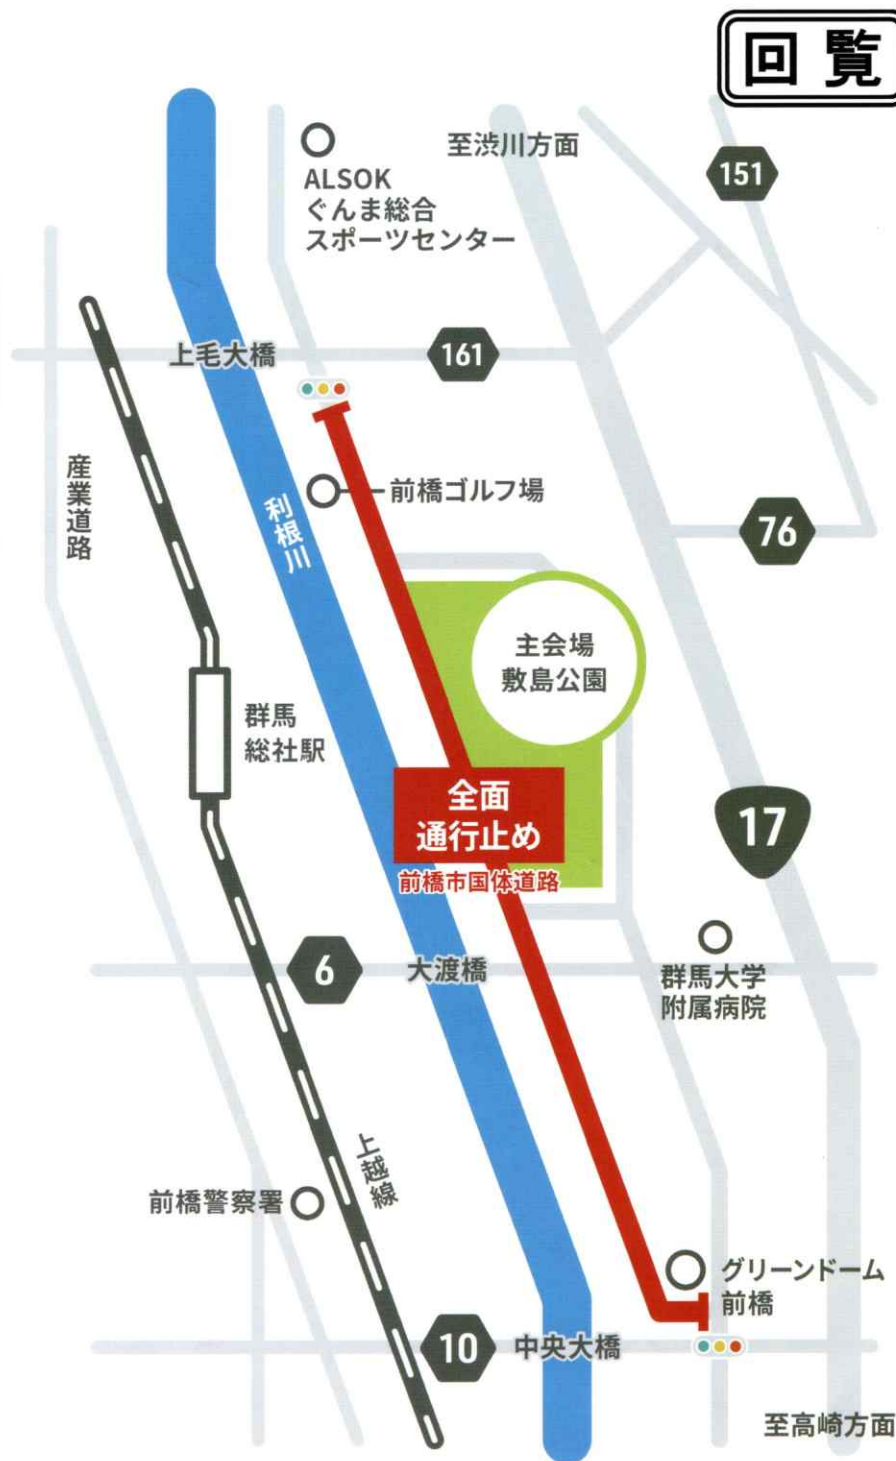 回覧
至渋川方面
151
ALSOK
ぐんま総合
スポーツセンター
上毛大橋
161
産業道路
前橋ゴルフ場
利根川
76
主会場
敷島公園
群馬
総社駅
全面
通行止め
前橋市国体道路
17
6
大渡橋
群馬大学
附属病院
上越線
前橋警察署
グリーンドーム
前橋
10
中央大橋
至高崎方面